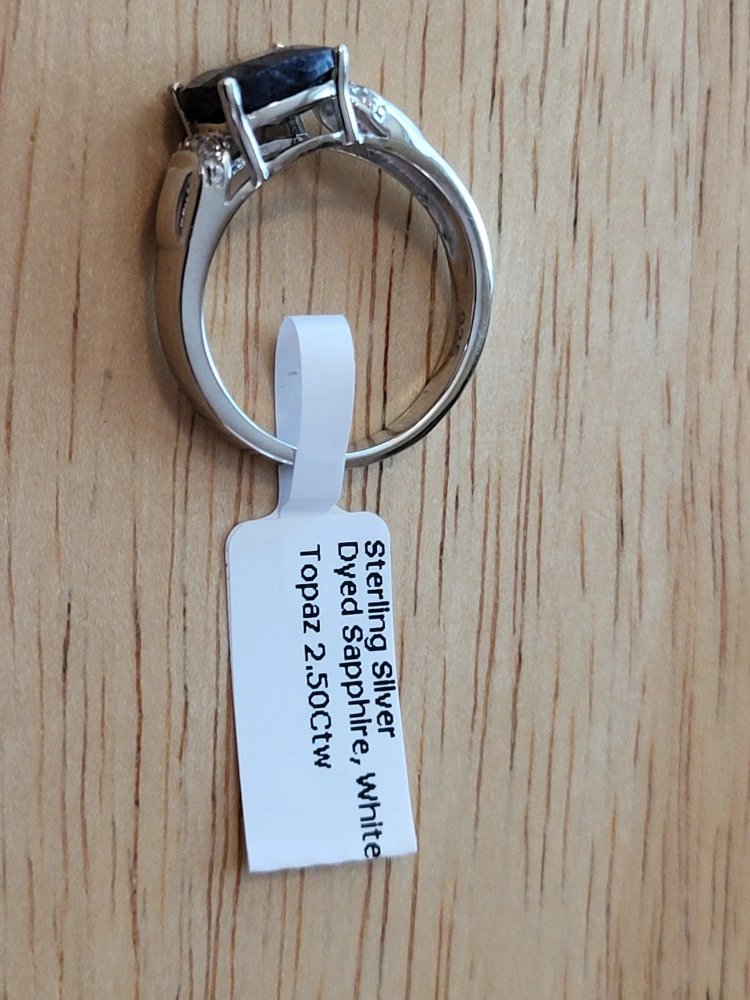 Sterling Silver
Dyed Sapphire, White
Topaz 2.50Ctw